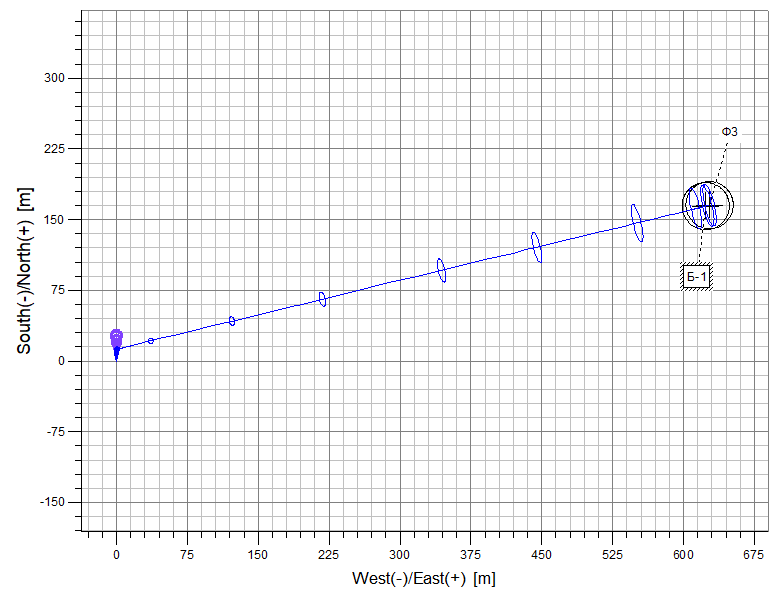 300
225
Ф3
150
Б-1
75
0
-75
-150
South(-)/North(+) [m]
0 75 150 225 300 375 450 525 600 675
West(-)/East(+) [m]